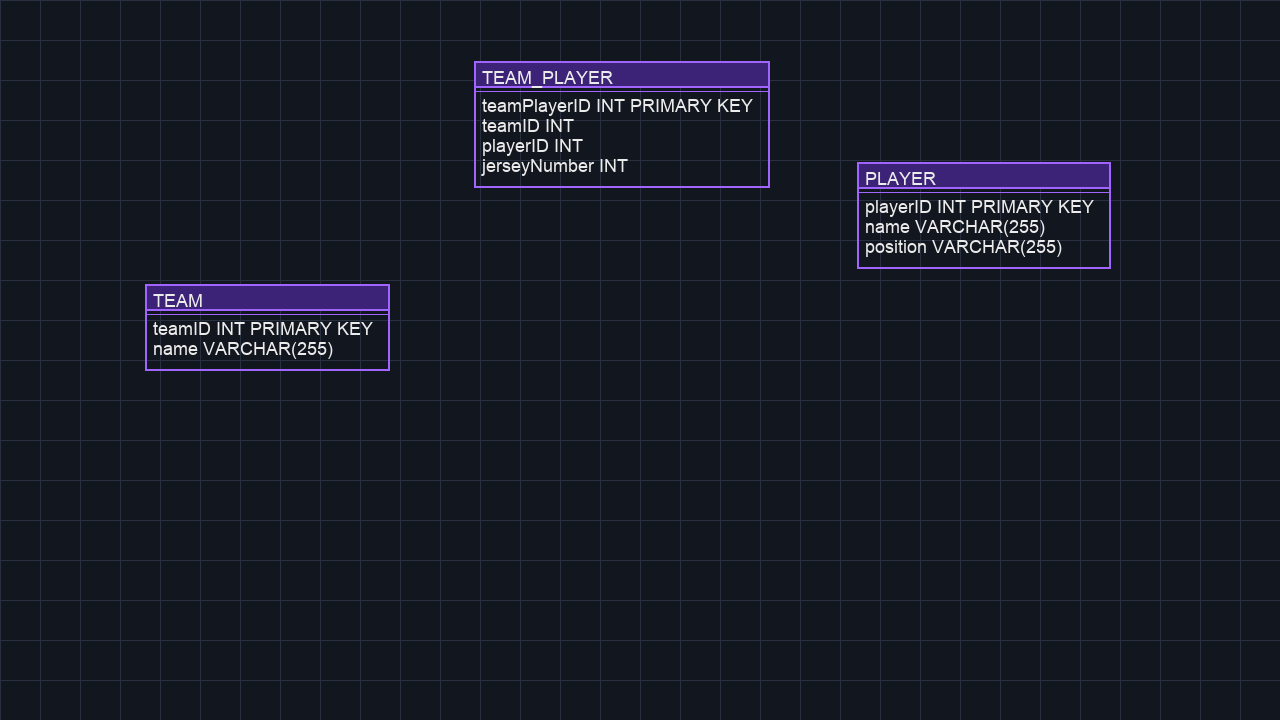 TEAM_PLAYER
teamPlayerID INT PRIMARY KEY
teamID INT
playerID INT
jerseyNumber INT
PLAYER
playerID INT PRIMARY KEY
name VARCHAR(255)
position VARCHAR(255)
TEAM
teamID INT PRIMARY KEY
name VARCHAR(255)